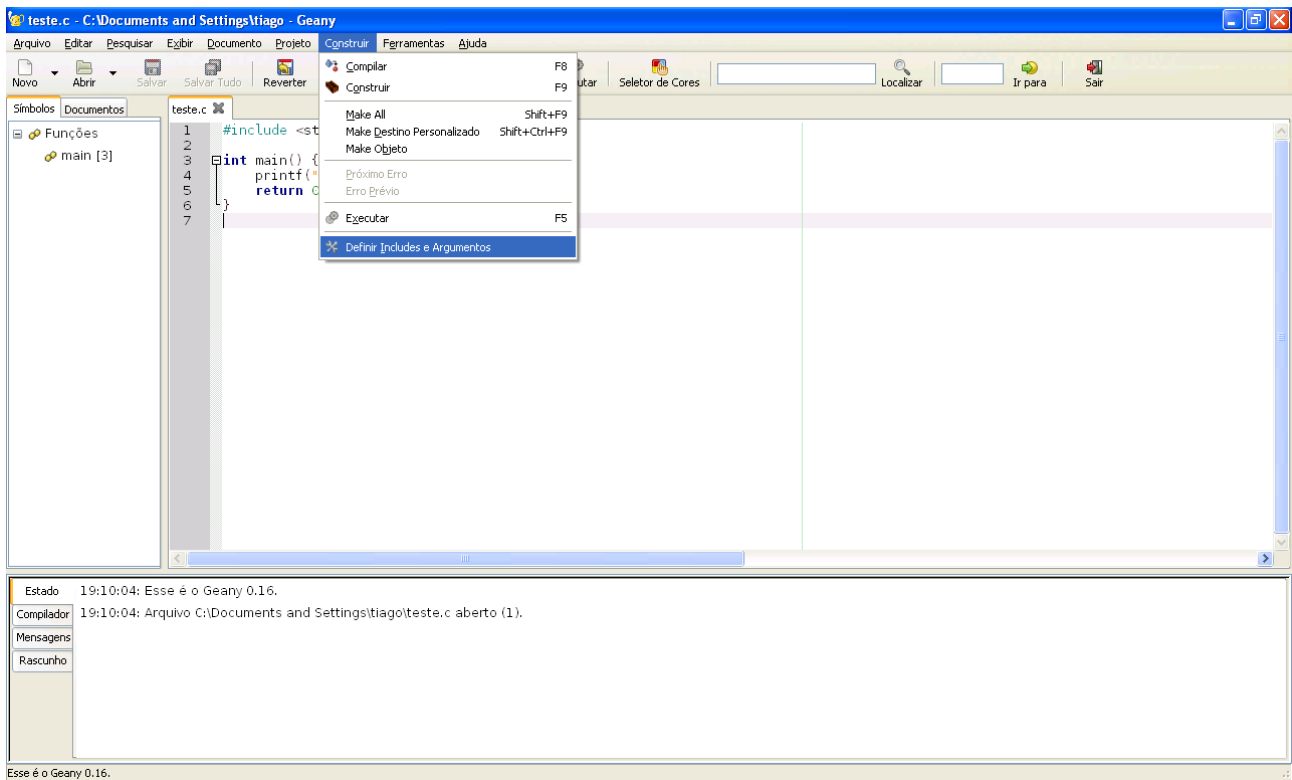 teste.c - C:\Documents and Settings\tiago - Geany
Arquivo Editar Pesquisar Exibir Documento Projeto Construir Ferramentas Ajuda
Novo Abrir Salvar Salvar Tudo Reverter Seletor de Cores Localizar Ir para Sair
Compilar F8
Construir F9
Make All Shift+F9
Make Destino Personalizado Shift+Ctrl+F9
Make Objeto
Próximo Erro
Erro Prévio
Executar F5
Definir Includes e Argumentos
Símbolos Documentos teste.c
Funções
main [3]
1 #include <st
2
3 int main() {
4 printf("
5 return
6 }
7
Estado 19:10:04: Esse é o Geany 0.16.
Compilador 19:10:04: Arquivo C:\Documents and Settings\tiago\teste.c aberto (1).
Mensagens
Rascunho
Esse é o Geany 0.16.